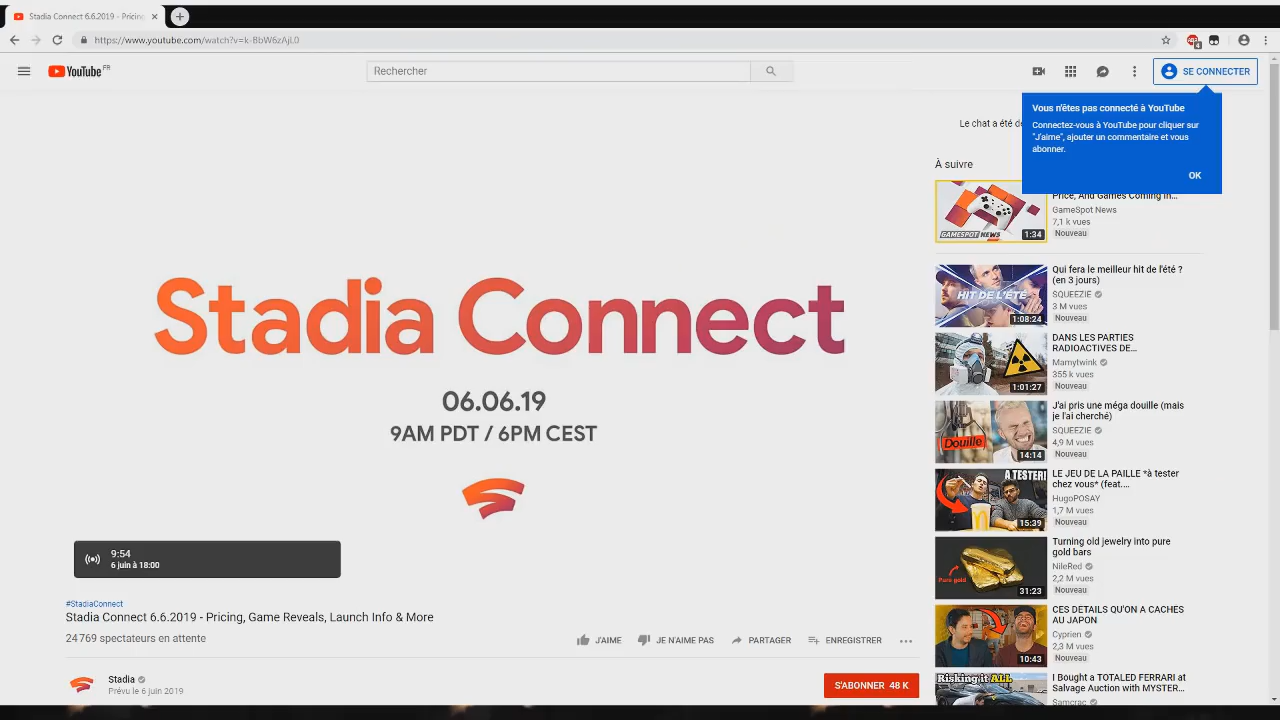 Stadia Connect 6.6.2019 - Pricing
https://www.youtube.com/watch?v=k-BbW6zAjL0
4
YouTube FR
Rechercher
SE CONNECTER
Vous n'êtes pas connecté à YouTube
Connectez-vous à YouTube pour cliquer sur
"J'aime", ajouter un commentaire et vous
abonner.
OK
Le chat a été
Stadia Connect
06.06.19
9AM PDT / 6PM CEST
9:54
6 juin à 18:00
#StadiaConnect
Stadia Connect 6.6.2019 - Pricing, Game Reveals, Launch Info & More
24 769 spectateurs en attente
J'AIME
JE N'AIME PAS
PARTAGER
ENREGISTRER
Stadia
Prévu le 6 juin 2019
S'ABONNER 48 K
À suivre
GAMESPOT NEWS
1:34
Price, And Games Coming In…
GameSpot News
7,1 k vues
Nouveau
HIT DE L'ÉTÉ
1:08:24
Qui fera le meilleur hit de l'été ?
(en 3 jours)
SQUEEZIE
3 M vues
Nouveau
1:01:27
DANS LES PARTIES
RADIOACTIVES DE…
Mamytwink
355 k vues
Nouveau
Douille
14:14
J'ai pris une méga douille (mais
je l'ai cherché)
SQUEEZIE
4,9 M vues
Nouveau
A TESTER!
15:39
LE JEU DE LA PAILLE *à tester
chez vous* (feat.…
HugoPOSAY
1,7 M vues
Nouveau
Pure gold
31:23
Turning old jewelry into pure
gold bars
NileRed
2,2 M vues
Nouveau
10:43
CES DETAILS QU'ON A CACHES
AU JAPON
Cyprien
2,3 M vues
Nouveau
Risking it ALL
I Bought a TOTALED FERRARI at
Salvage Auction with MYSTER…
Samcrac